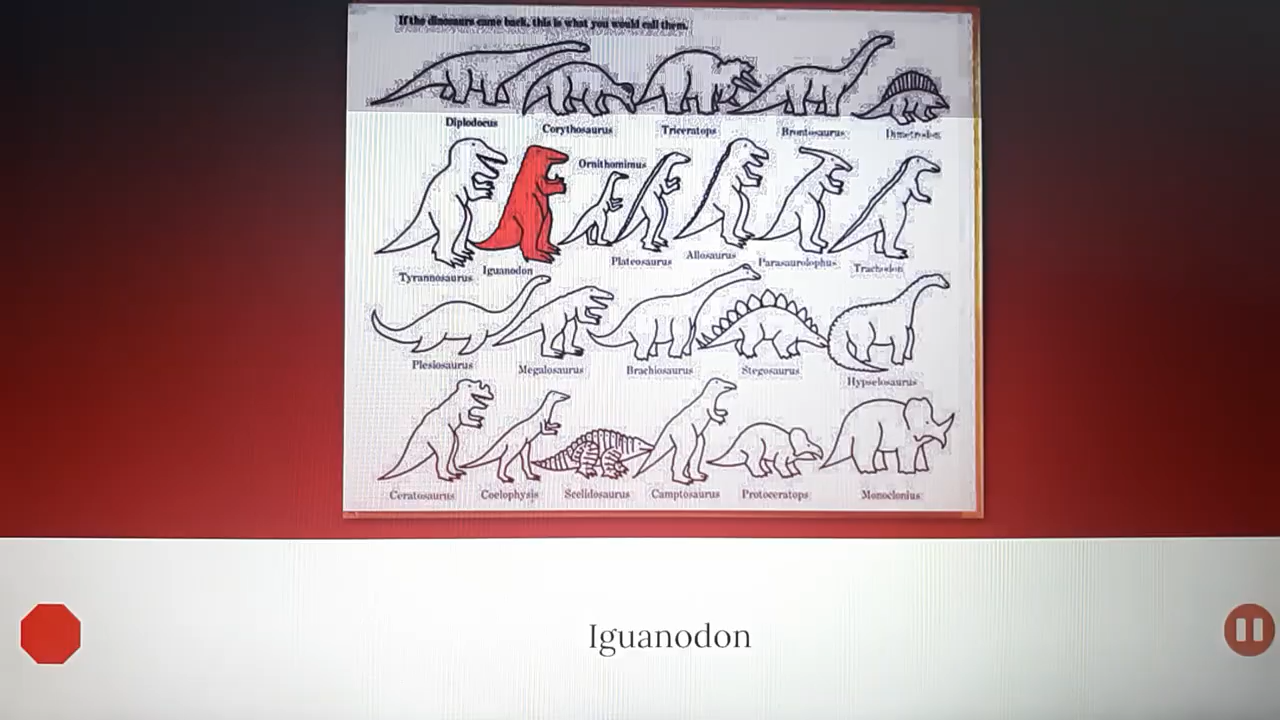 If the dinosaurs came back, this is what you would call them.
Diplodocus
Corythosaurus
Triceratops
Brontosaurus
Dimetrodon
Ornithomimus
Tyrannosaurus
Iguanodon
Plateosaurus
Allosaurus
Parasaurolophus
Trachodon
Plesiosaurus
Megalosaurus
Brachiosaurus
Stegosaurus
Hypselosaurus
Ceratosaurus
Coelophysis
Scelidosaurus
Camptosaurus
Protoceratops
Monoclonius
Iguanodon